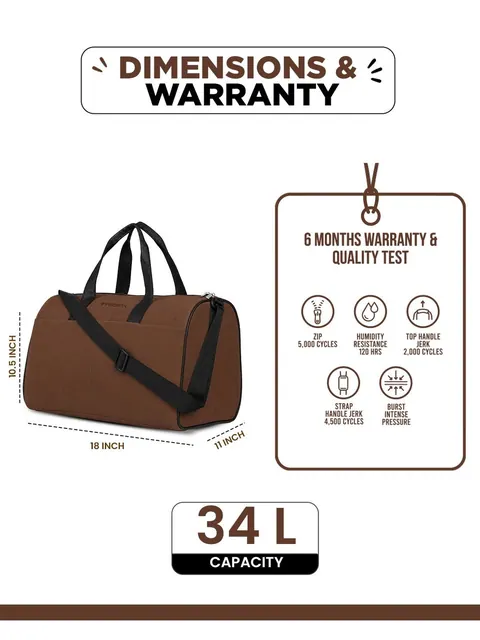 DIMENSIONS &
WARRANTY
6 MONTHS WARRANTY &
QUALITY TEST
ZIP
5,000 CYCLES
HUMIDITY
RESISTANCE
120 HRS
TOP HANDLE
JERK
2,000 CYCLES
STRAP
HANDLE JERK
4,500 CYCLES
BURST
INTENSE
PRESSURE
10.5 INCH
18 INCH
11 INCH
34 L
CAPACITY